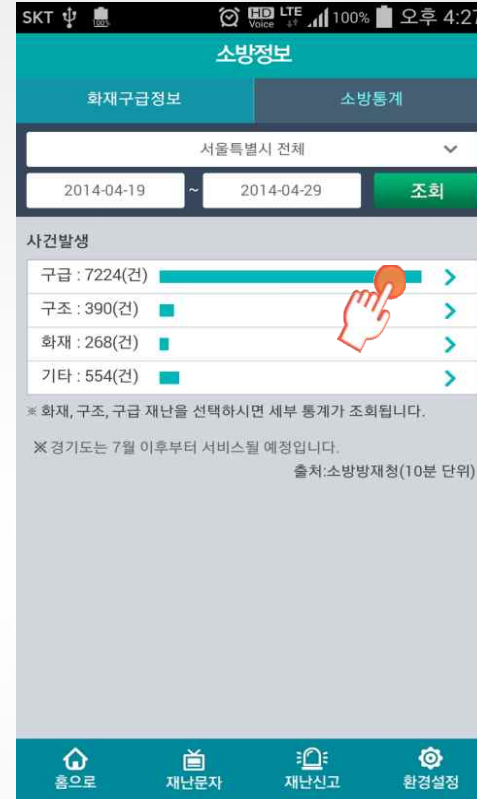 SKT HD Voice LTE 100% 오후 4:27
소방정보
화재구급정보 소방통계
서울특별시 전체
2014-04-19 ~ 2014-04-29 조회
사건발생
구급 : 7224(건)
구조 : 390(건)
화재 : 268(건)
기타 : 554(건)
※ 화재, 구조, 구급 재난을 선택하시면 세부 통계가 조회됩니다.
※ 경기도는 7월 이후부터 서비스될 예정입니다.
출처:소방방재청(10분 단위)
홈으로 재난문자 재난신고 환경설정